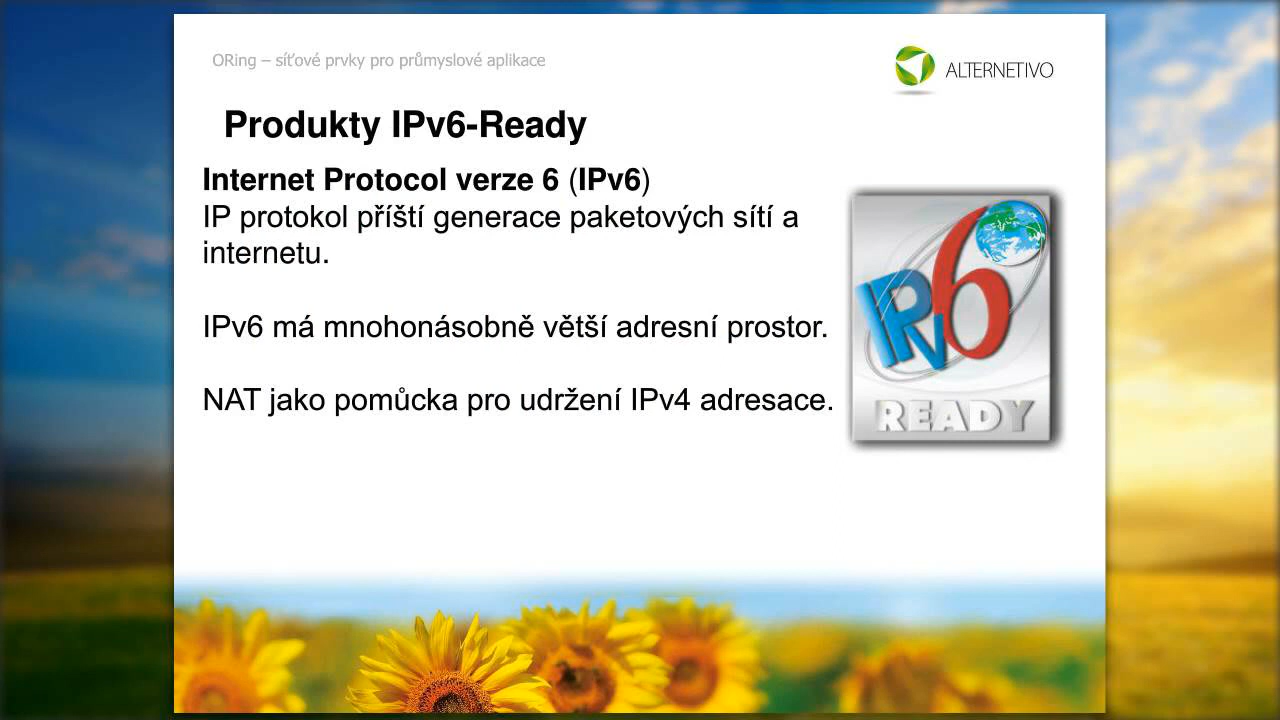 ORing – síťové prvky pro průmyslové aplikace
ALTERNETIVO
Produkty IPv6-Ready
Internet Protocol verze 6 (IPv6)
IP protokol příští generace paketových sítí a
internetu.
IPv6 má mnohonásobně větší adresní prostor.
NAT jako pomůcka pro udržení IPv4 adresace.
IPv6
READY